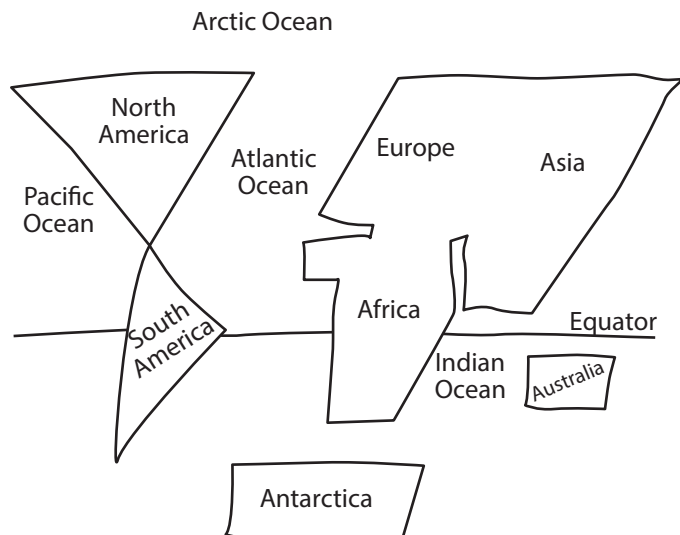 Arctic Ocean
North
America
Atlantic
Ocean
Europe
Asia
Pacific
Ocean
South
America
Africa
Equator
Indian
Ocean
Australia
Antarctica